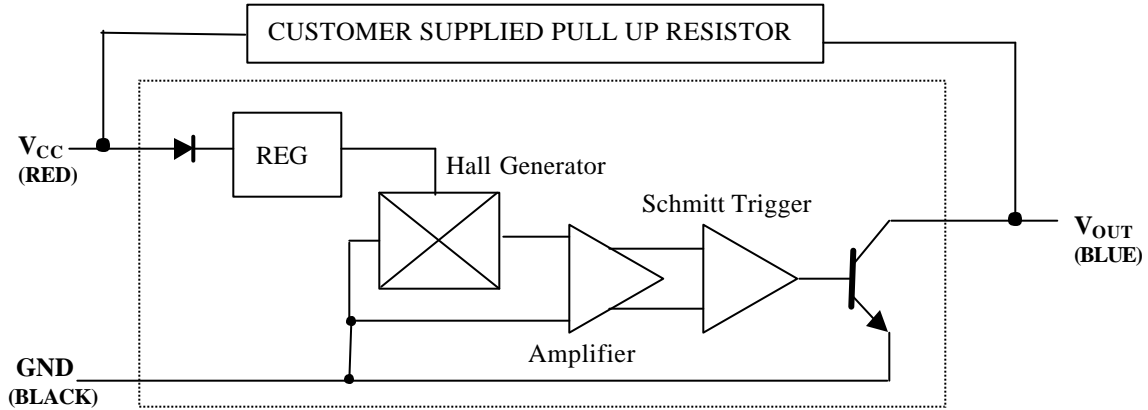 CUSTOMER SUPPLIED PULL UP RESISTOR
VCC
(RED)
REG
Hall Generator
Schmitt Trigger
VOUT
(BLUE)
Amplifier
GND
(BLACK)